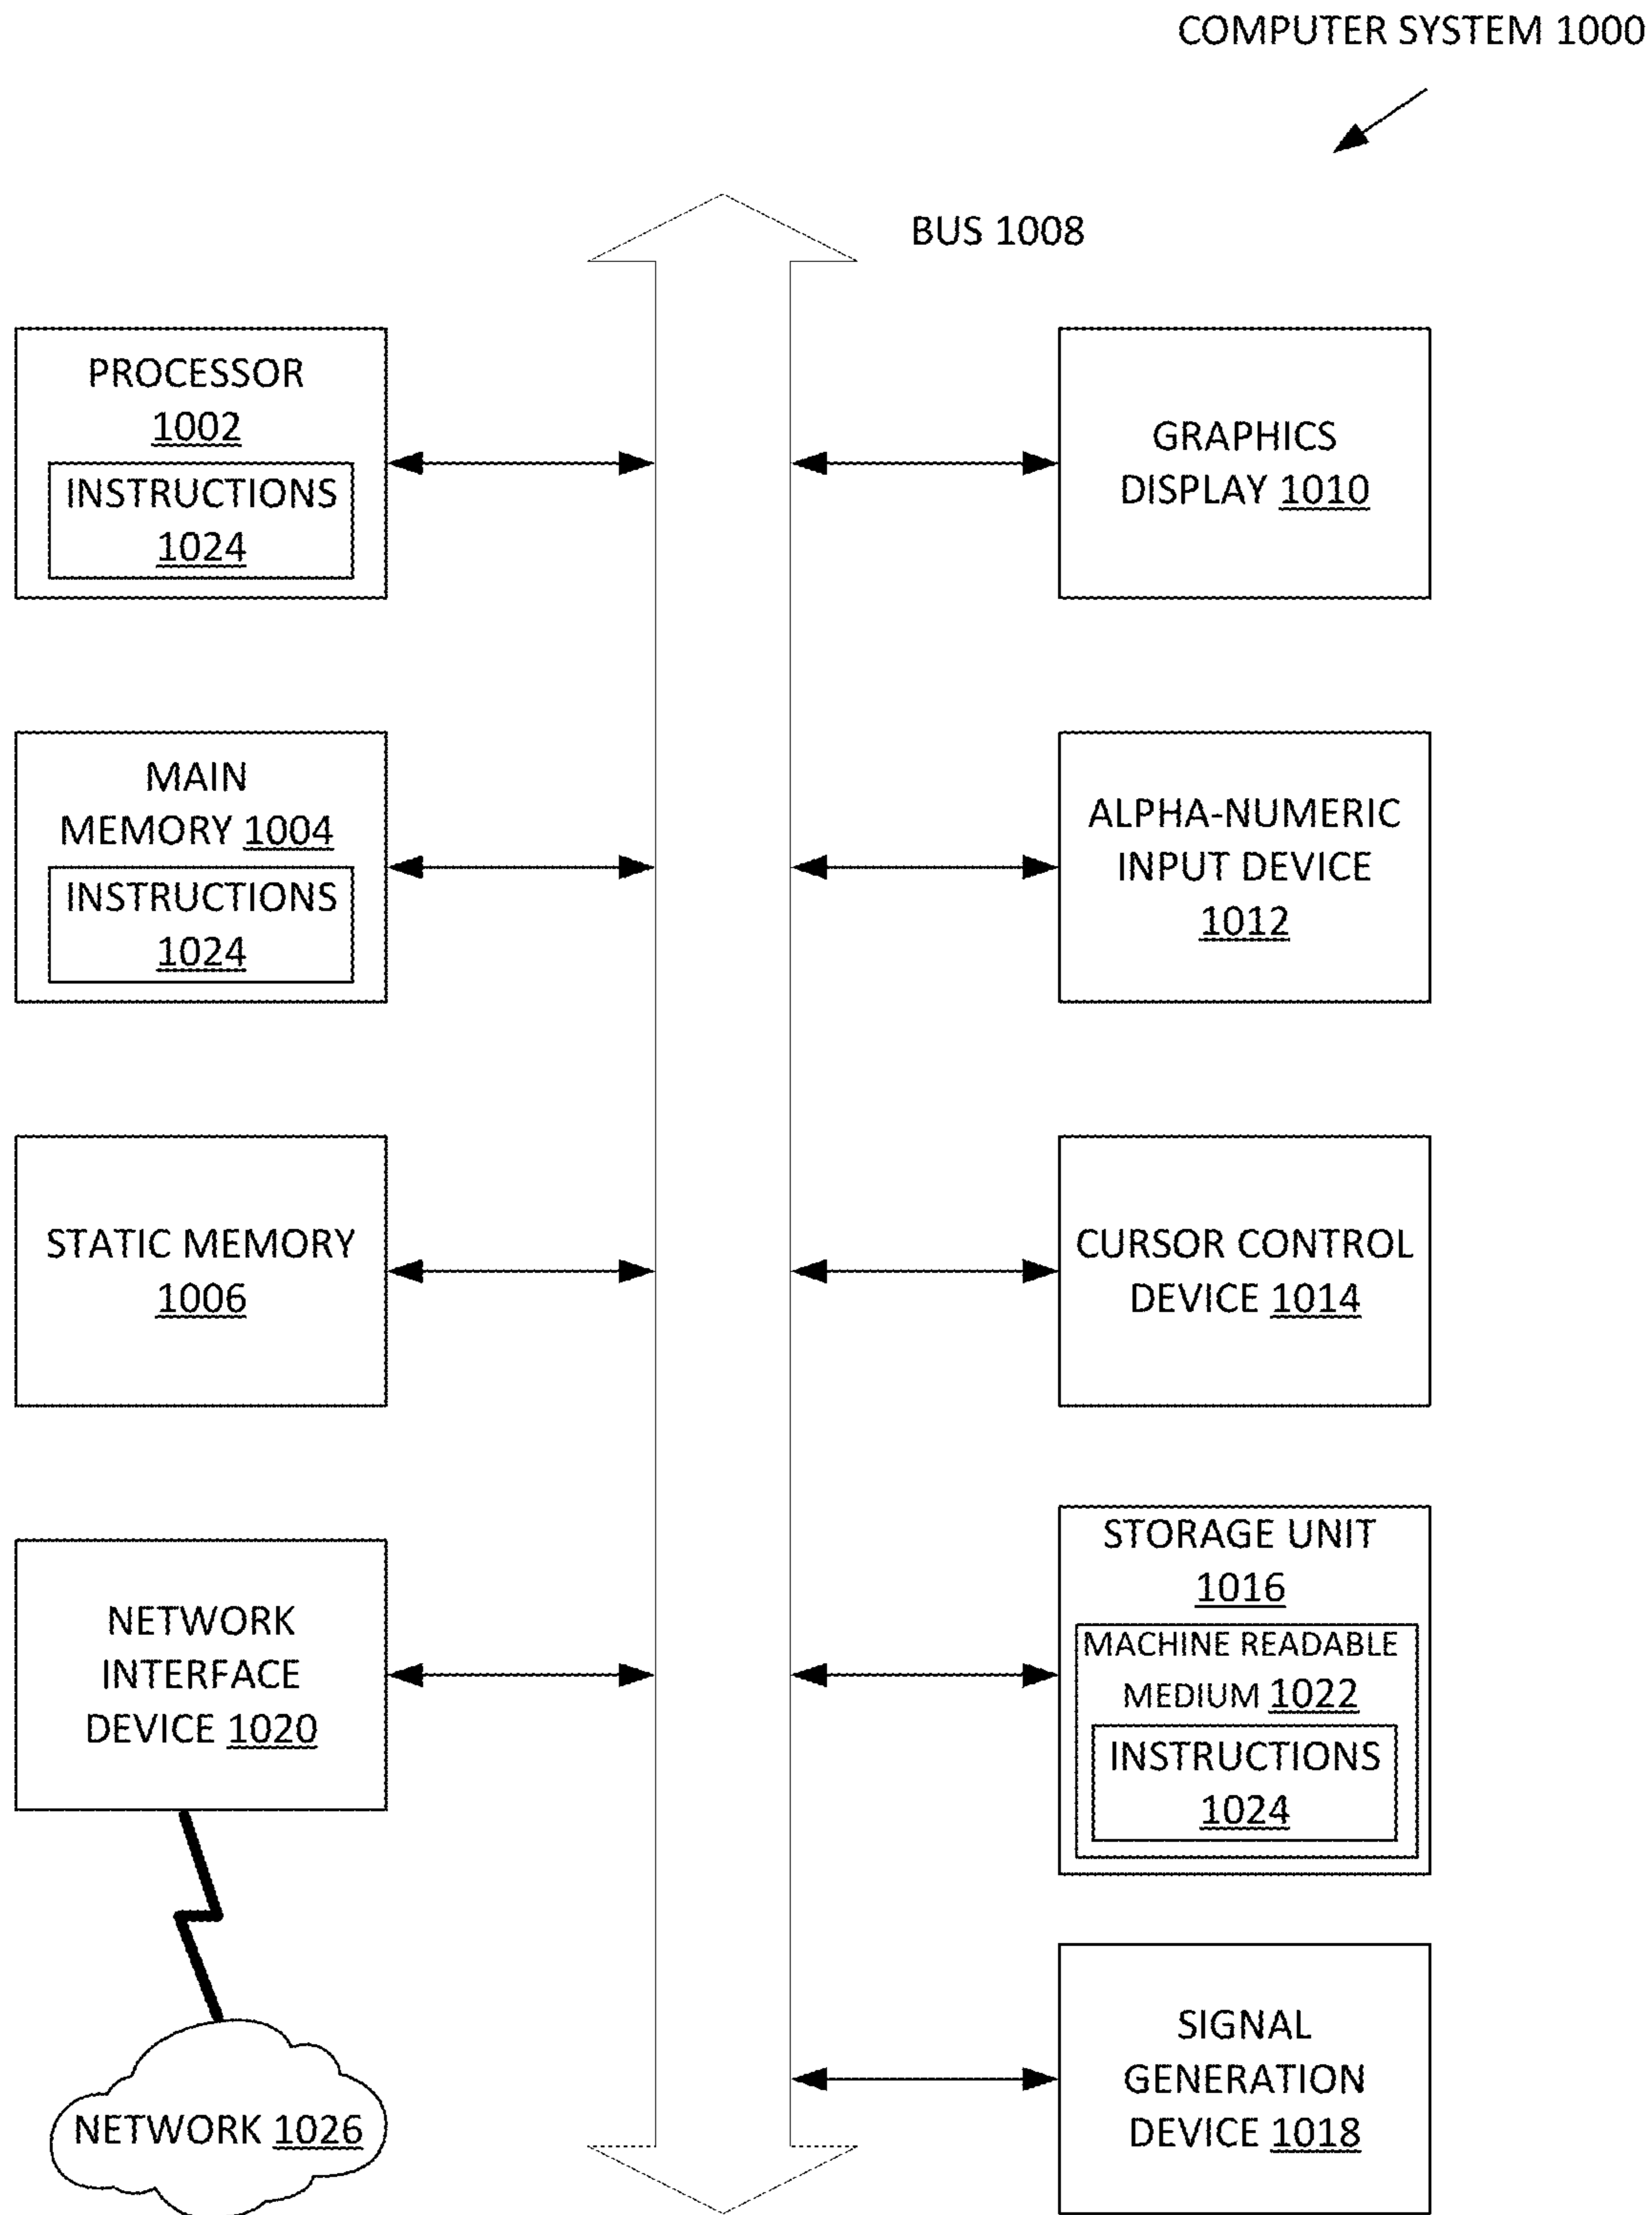 COMPUTER SYSTEM 1000
BUS 1008
PROCESSOR
1002
INSTRUCTIONS
1024
GRAPHICS
DISPLAY 1010
MAIN
MEMORY 1004
INSTRUCTIONS
1024
ALPHA-NUMERIC
INPUT DEVICE
1012
STATIC MEMORY
1006
CURSOR CONTROL
DEVICE 1014
NETWORK
INTERFACE
DEVICE 1020
STORAGE UNIT
1016
MACHINE READABLE
MEDIUM 1022
INSTRUCTIONS
1024
NETWORK 1026
SIGNAL
GENERATION
DEVICE 1018